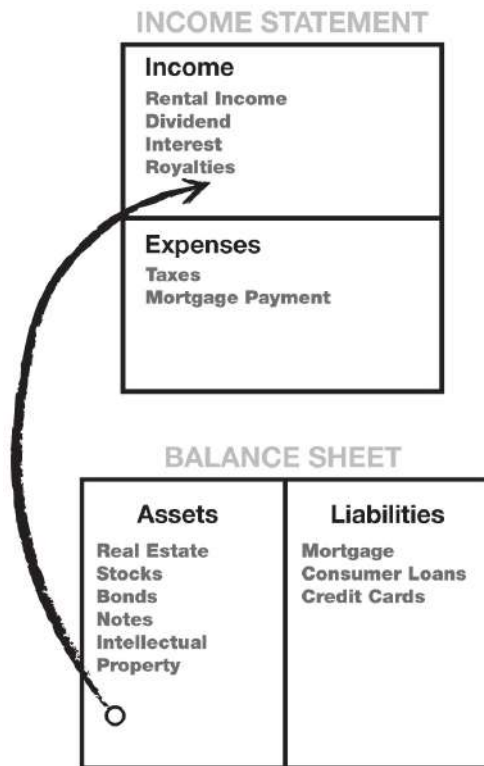 INCOME STATEMENT
Income
Rental Income
Dividend
Interest
Royalties
Expenses
Taxes
Mortgage Payment
BALANCE SHEET
Assets
Real Estate
Stocks
Bonds
Notes
Intellectual
Property
Liabilities
Mortgage
Consumer Loans
Credit Cards